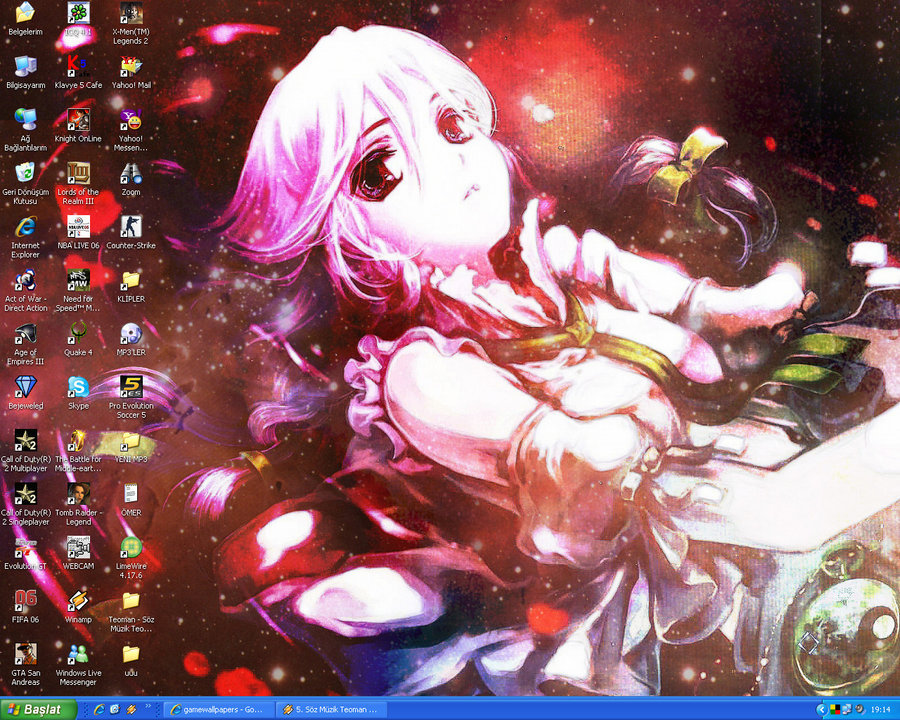 Belgelerim
ICQ 4.1
X-Men(TM)
Legends 2
Bilgisayarım
Klavye 5 Cafe
Yahoo! Mail
Ağ
Bağlantılarım
Knight OnLine
Yahoo!
Messen...
Geri Dönüşüm
Kutusu
Lords of the
Realm III
Zoom
Internet
Explorer
NBA LIVE 06
Counter-Strike
Act of War -
Direct Action
Need for
Speed™ M...
KLİPLER
Age of
Empires III
Quake 4
MP3'LER
Bejeweled
Skype
Pro Evolution
Soccer 5
Call of Duty(R)
2 Multiplayer
The Battle for
Middle-eart...
YENİ MP3
Call of Duty(R)
2 Singleplayer
Tomb Raider -
Legend
ÖMER
Evolution GT
WEBCAM
LimeWire
4.17.6
FIFA 06
Winamp
Teoman - Söz
Müzik Teo...
GTA San
Andreas
Windows Live
Messenger
Başlat
gamewallpapers - Go...
5. Söz Müzik Teoman ...
19:14